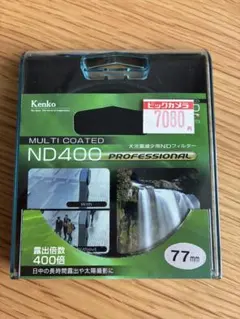 Kenko
ビックカメラ
7080
円
MULTI COATED
大光量減少用NDフィルター
ND400 PROFESSIONAL
露出倍数
400倍
日中の長時間露出や太陽撮影に
77mm